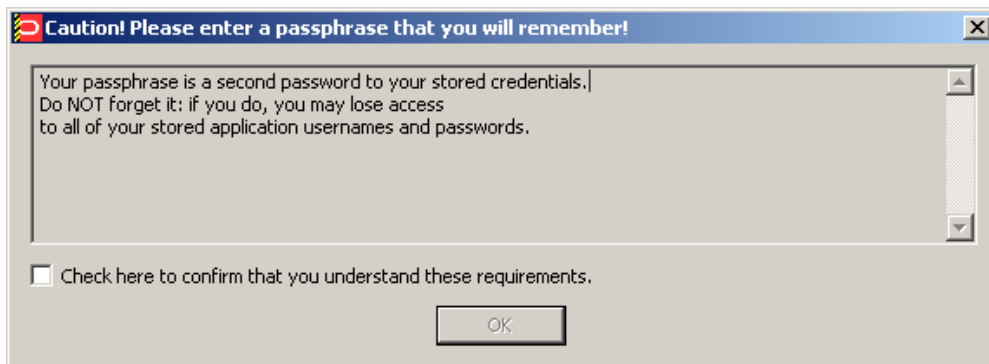 Caution! Please enter a passphrase that you will remember!
Your passphrase is a second password to your stored credentials.
Do NOT forget it: if you do, you may lose access
to all of your stored application usernames and passwords.
Check here to confirm that you understand these requirements.
OK